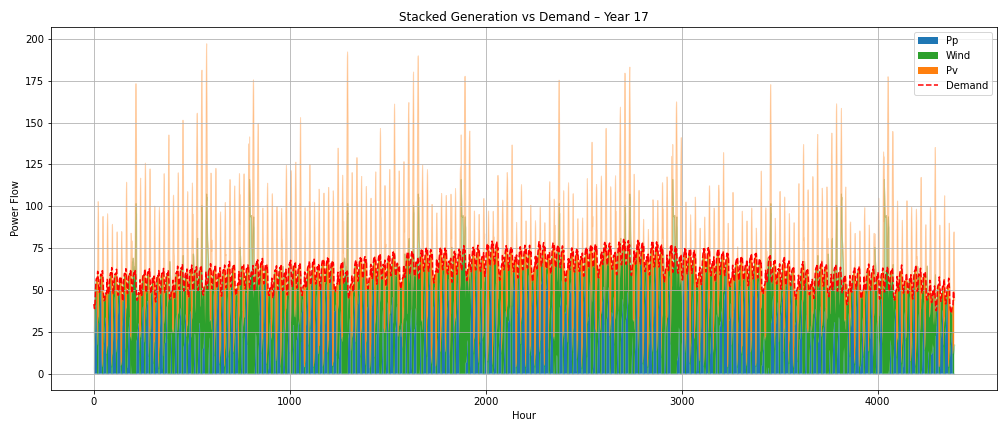 Stacked Generation vs Demand – Year 17
Pp
Wind
Pv
Demand
Power Flow
200
175
150
125
100
75
50
25
0
0 1000 2000 3000 4000
Hour